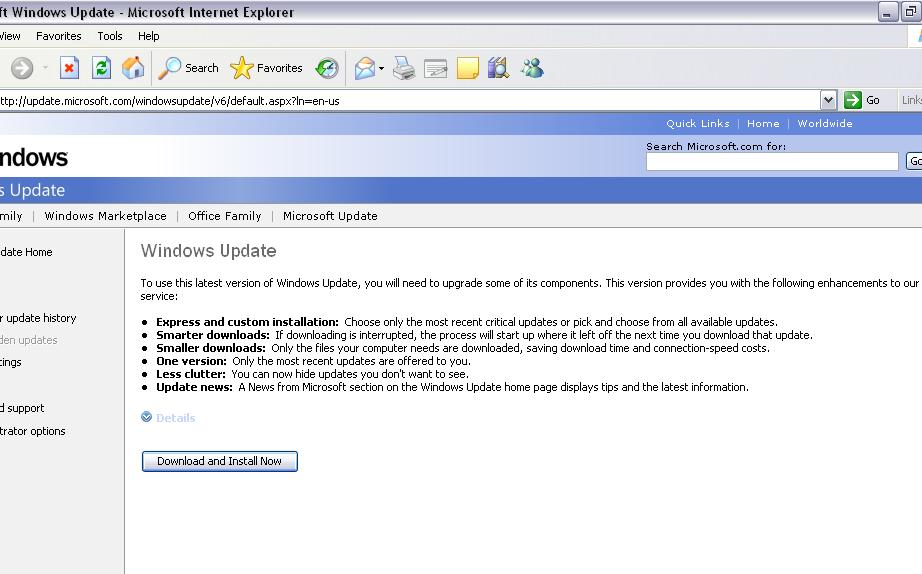 ft Windows Update - Microsoft Internet Explorer
View Favorites Tools Help
Search Favorites
ttp://update.microsoft.com/windowsupdate/v6/default.aspx?ln=en-us Go Links
Quick Links | Home | Worldwide
Search Microsoft.com for:
ndows
Go
s Update
mily | Windows Marketplace | Office Family | Microsoft Update
date Home
Windows Update
To use this latest version of Windows Update, you will need to upgrade some of its components. This version provides you with the following enhancements to our
service:
r update history
den updates
tings
d support
trator options
• Express and custom installation: Choose only the most recent critical updates or pick and choose from all available updates.
• Smarter downloads: If downloading is interrupted, the process will start up where it left off the next time you download that update.
• Smaller downloads: Only the files your computer needs are downloaded, saving download time and connection-speed costs.
• One version: Only the most recent updates are offered to you.
• Less clutter: You can now hide updates you don't want to see.
• Update news: A News from Microsoft section on the Windows Update home page displays tips and the latest information.
Details
Download and Install Now